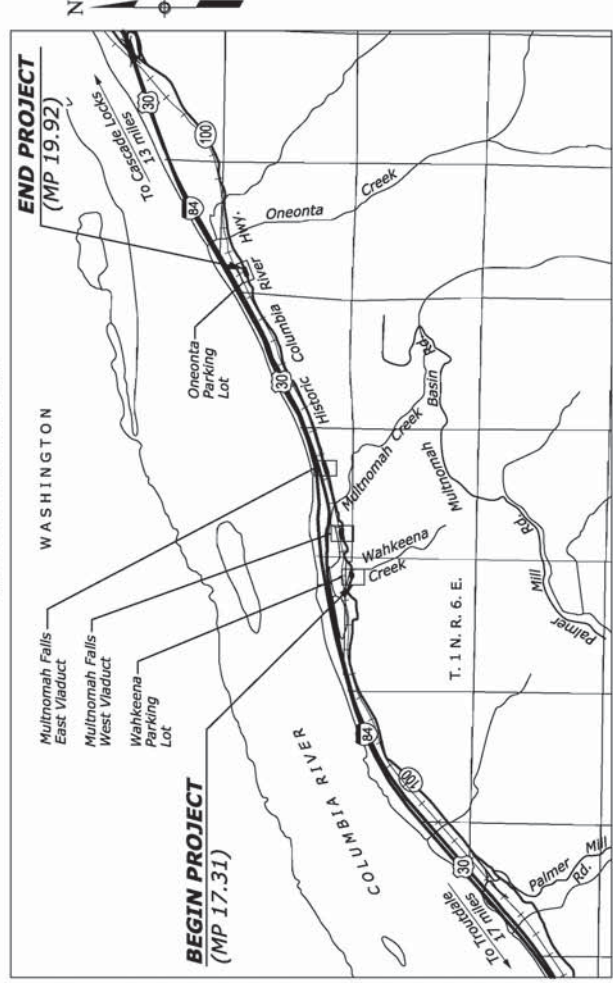 N
END PROJECT
(MP 19.92)
To Cascade Locks
13 miles
30
100
84
WASHINGTON
Oneonta
Creek
Oneonta
Parking
Lot
Historic Columbia River Hwy.
30
Multnomah Falls
East Viaduct
Multnomah Falls
West Viaduct
Wahkeena
Parking
Lot
Multnomah Creek
Multnomah Basin Rd.
Wahkeena
Creek
Palmer Mill Rd.
T. 1 N. R. 6 E.
COLUMBIA RIVER
BEGIN PROJECT
(MP 17.31)
84
100
30
To Troutdale
17 miles
Palmer Mill
Rd.